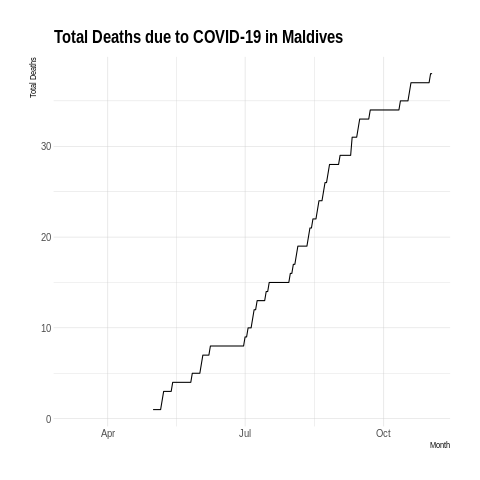 Total Deaths due to COVID-19 in Maldives
Total Deaths
30
20
10
0
Apr
Jul
Oct
Month